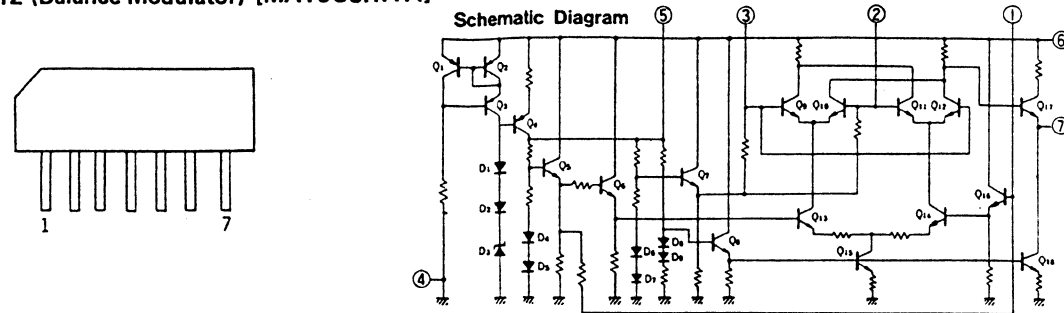 (Balance Modulator)
Schematic Diagram
⑤ ③ ② ①
⑥
Q1 Q2
Q3 Q9 Q10 Q11 Q12 Q17
Q4 ⑦
D1 Q5 Q7
Q6 Q16
D2 Q13 Q14
D3 D4 D8 Q8
D5 D6 D9 Q15 Q18
④ D7
1 7